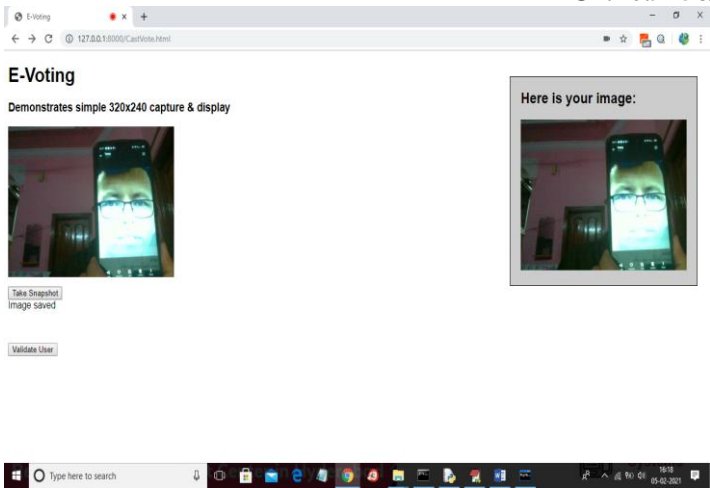 E-Voting
127.0.0.1:8000/CastVote.html
E-Voting
Demonstrates simple 320x240 capture & display
Here is your image:
Take Snapshot
Image saved
Validate User
Type here to search
16:18
05-02-2021